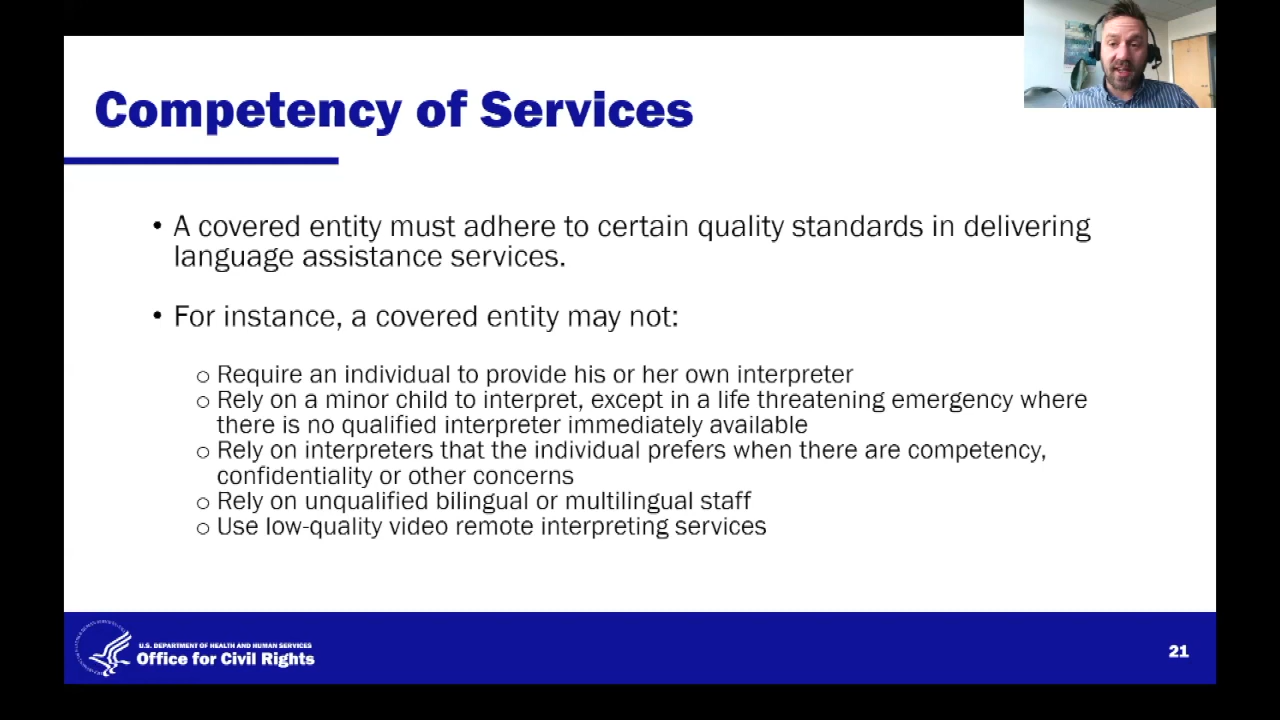 Competency of Services
• A covered entity must adhere to certain quality standards in delivering
language assistance services.
• For instance, a covered entity may not:
o Require an individual to provide his or her own interpreter
o Rely on a minor child to interpret, except in a life threatening emergency where
there is no qualified interpreter immediately available
o Rely on interpreters that the individual prefers when there are competency,
confidentiality or other concerns
o Rely on unqualified bilingual or multilingual staff
o Use low-quality video remote interpreting services
U.S. DEPARTMENT OF HEALTH AND HUMAN SERVICES
Office for Civil Rights
21